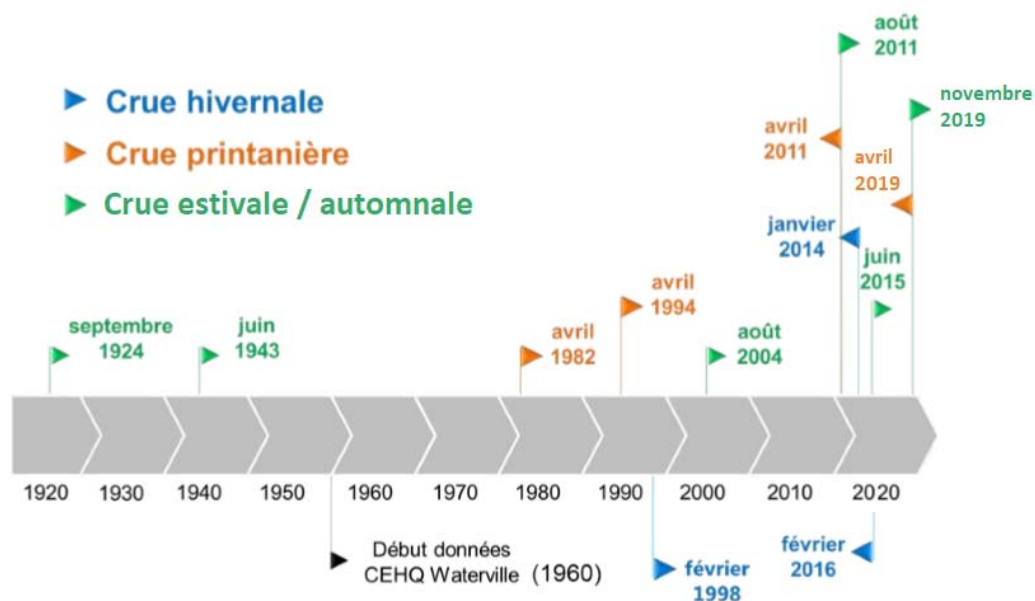 août
2011
Crue hivernale
novembre
2019
avril
2011
Crue printanière
avril
2019
Crue estivale / automnale
janvier
2014
juin
2015
avril
1994
septembre
1924
juin
1943
avril
1982
août
2004
1920 1930 1940 1950 1960 1970 1980 1990 2000 2010 2020
Début données
CEHQ Waterville (1960)
février
1998
février
2016